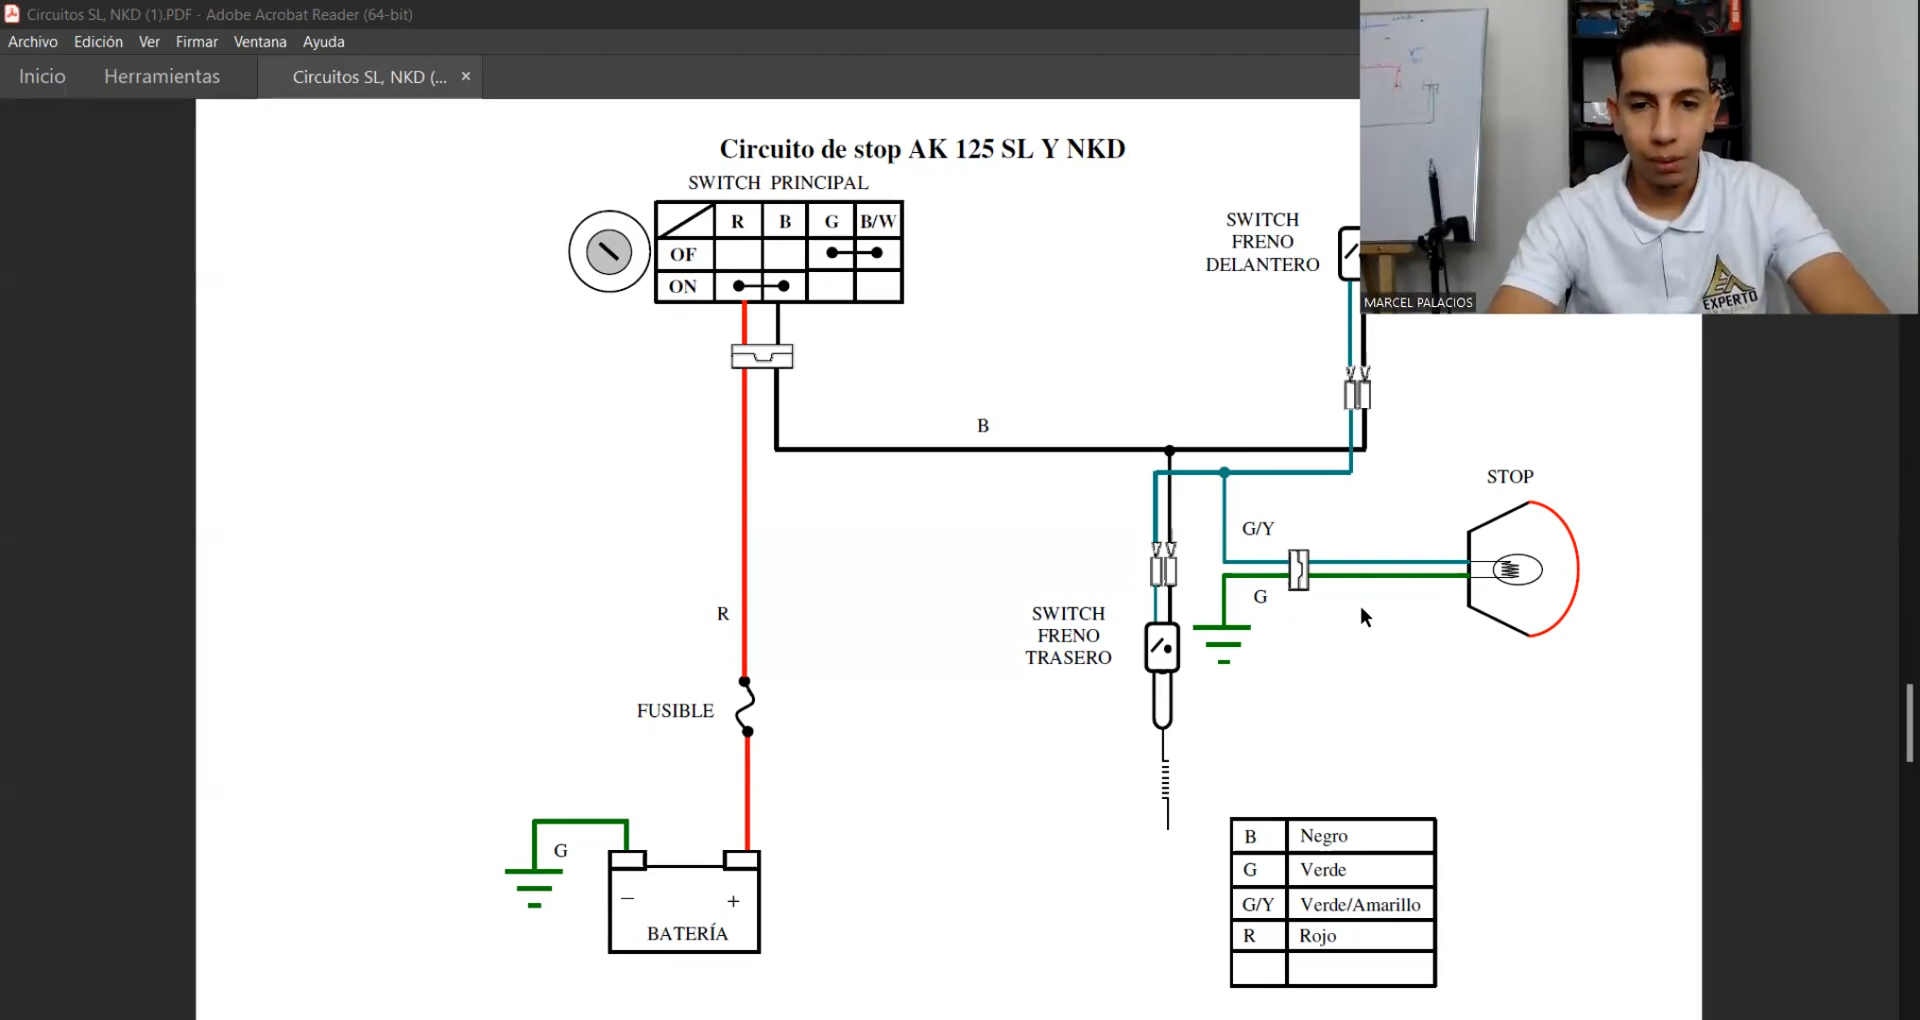 Circuitos SL, NKD (1).PDF - Adobe Acrobat Reader (64-bit)
Archivo Edición Ver Firmar Ventana Ayuda
Inicio Herramientas Circuitos SL, NKD (... ×
Circuito de stop AK 125 SL Y NKD
SWITCH PRINCIPAL
R B G B/W
OF
ON
SWITCH
FRENO
DELANTERO
MARCEL PALACIOS
EXPERTO
B
STOP
G/Y
G
SWITCH
FRENO
TRASERO
R
FUSIBLE
G
− +
BATERÍA
B Negro
G Verde
G/Y Verde/Amarillo
R Rojo